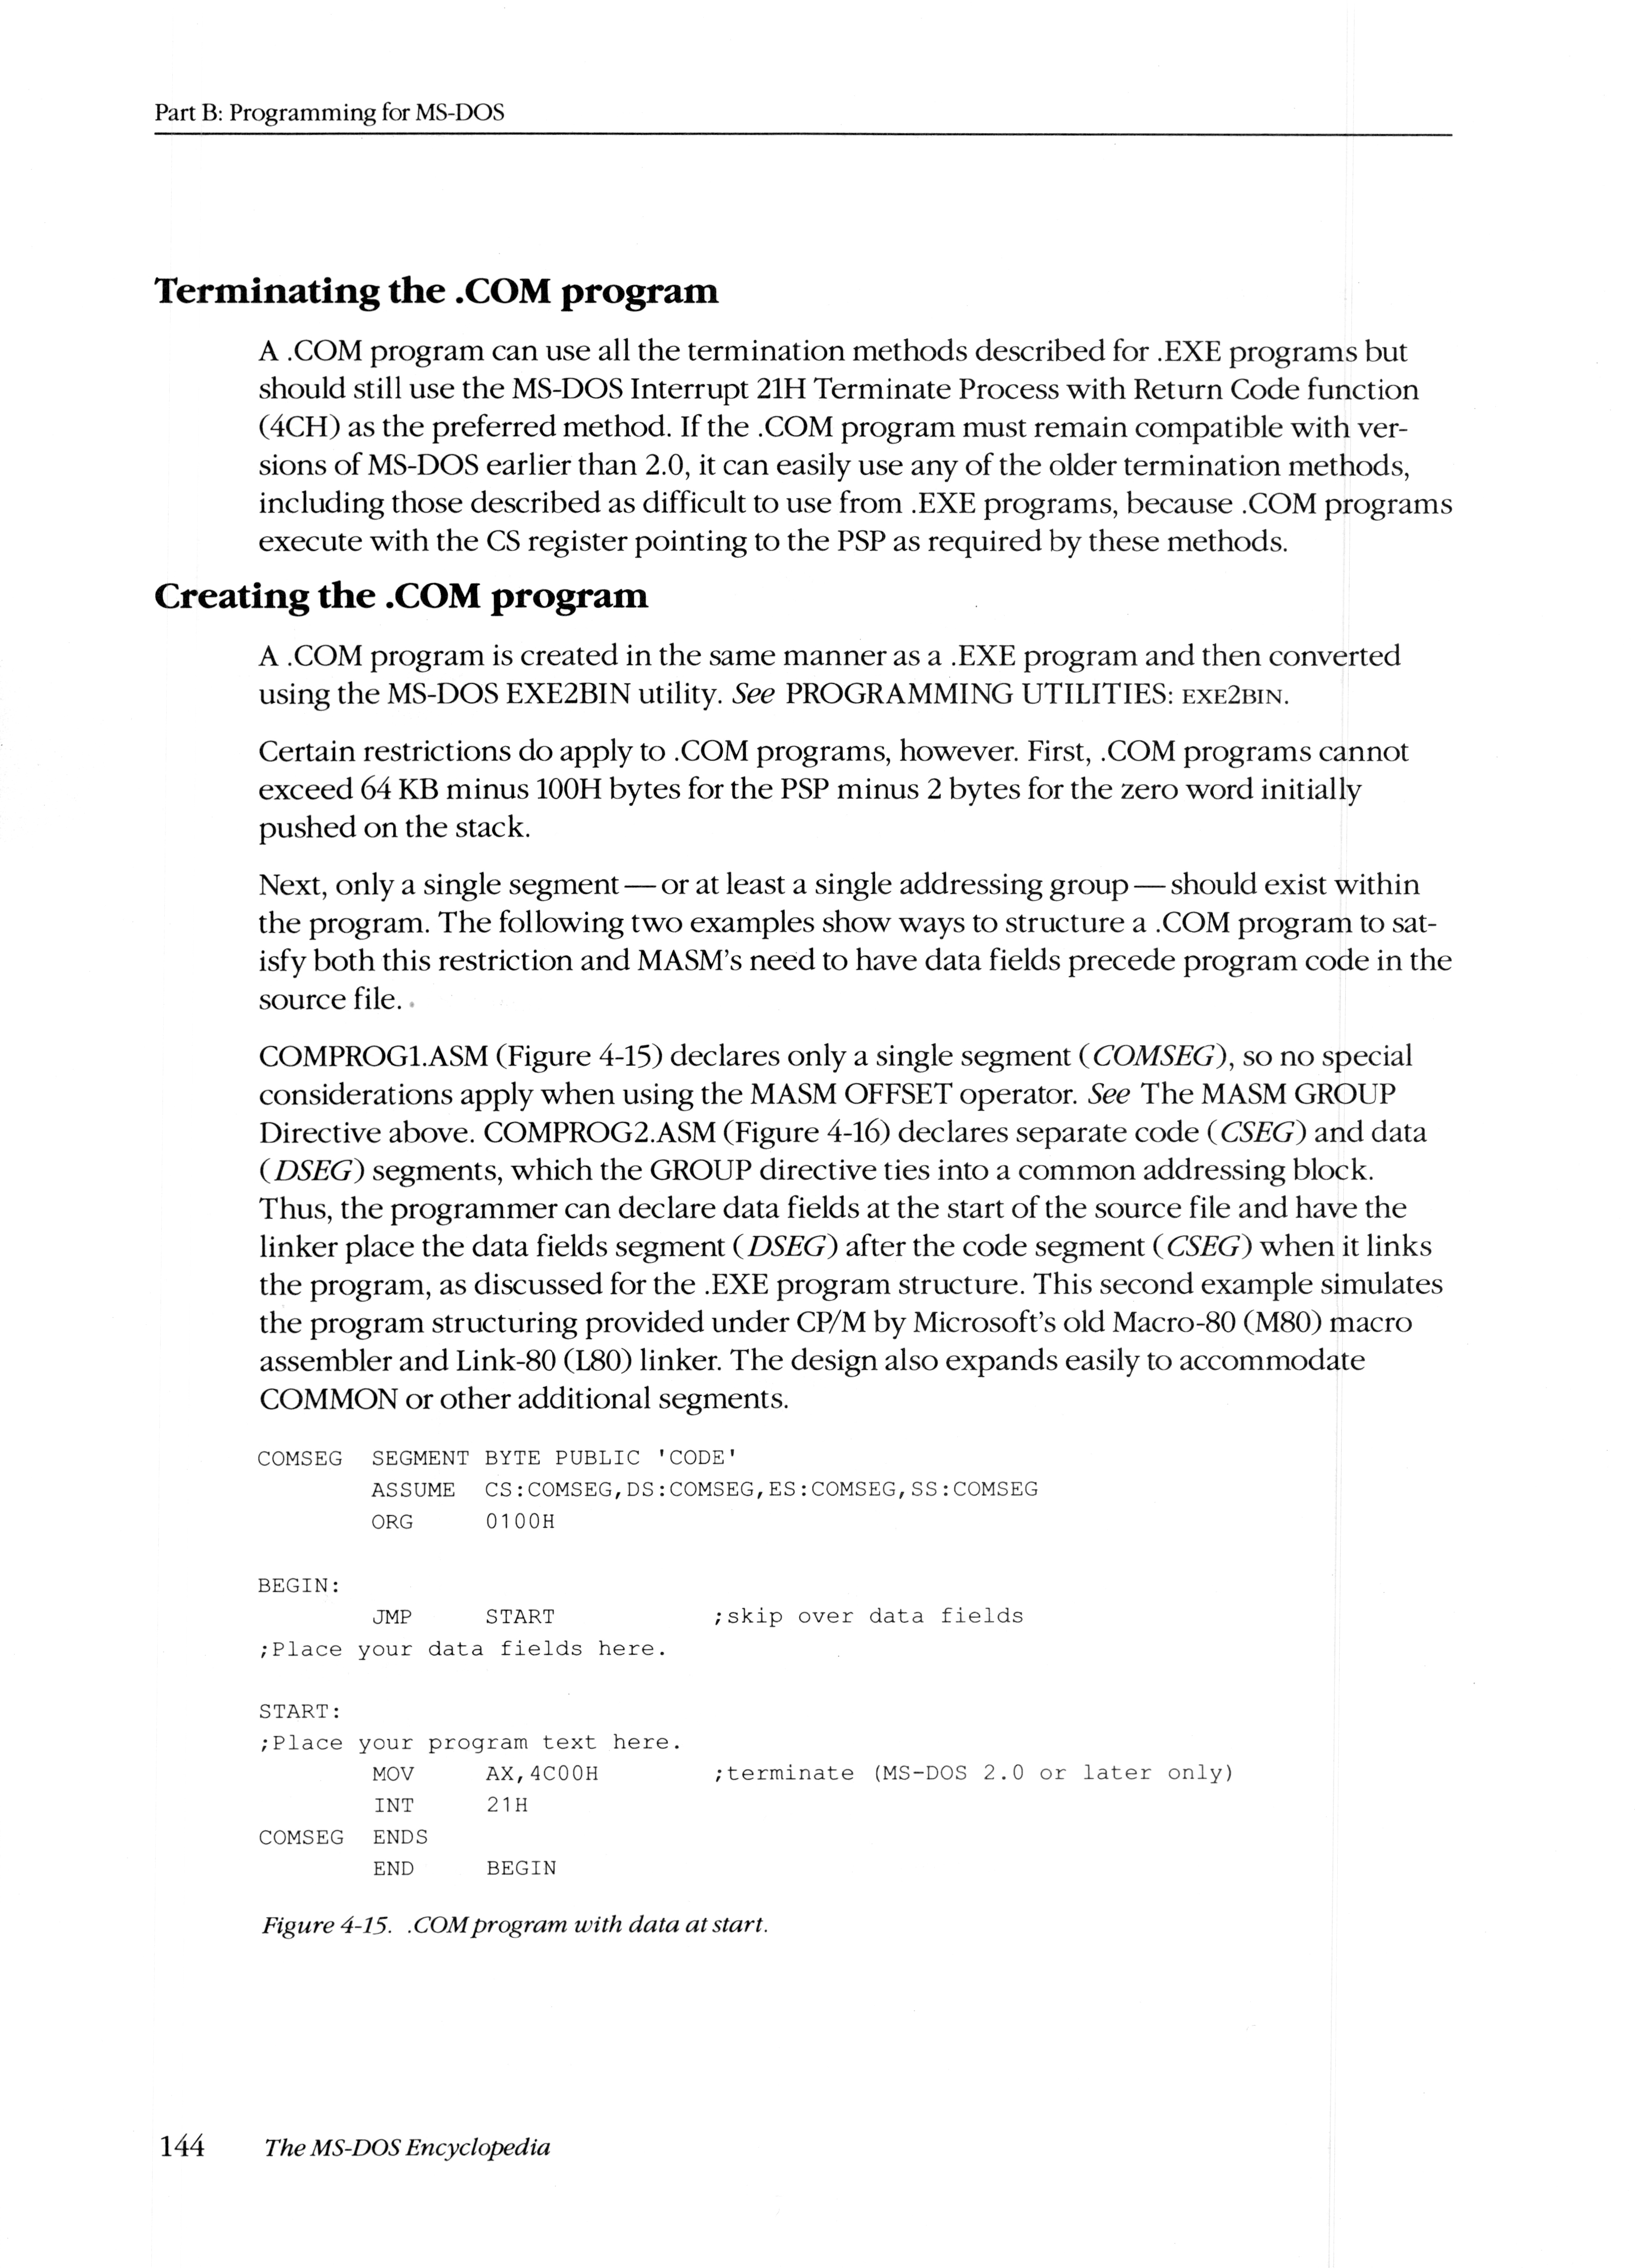 Part B: Programming for MS-DOS
Terminating the .COM program
A .COM program can use all the termination methods described for .EXE programs but
should still use the MS-DOS Interrupt 21H Terminate Process with Return Code function
(4CH) as the preferred method. If the .COM program must remain compatible with ver-
sions of MS-DOS earlier than 2.0, it can easily use any of the older termination methods,
including those described as difficult to use from .EXE programs, because .COM programs
execute with the CS register pointing to the PSP as required by these methods.
Creating the .COM program
A .COM program is created in the same manner as a .EXE program and then converted
using the MS-DOS EXE2BIN utility. See PROGRAMMING UTILITIES: EXE2BIN.
Certain restrictions do apply to .COM programs, however. First, .COM programs cannot
exceed 64 KB minus 100H bytes for the PSP minus 2 bytes for the zero word initially
pushed on the stack.
Next, only a single segment — or at least a single addressing group — should exist within
the program. The following two examples show ways to structure a .COM program to sat-
isfy both this restriction and MASM's need to have data fields precede program code in the
source file.
COMPROG1.ASM (Figure 4-15) declares only a single segment (COMSEG), so no special
considerations apply when using the MASM OFFSET operator. See The MASM GROUP
Directive above. COMPROG2.ASM (Figure 4-16) declares separate code (CSEG) and data
(DSEG) segments, which the GROUP directive ties into a common addressing block.
Thus, the programmer can declare data fields at the start of the source file and have the
linker place the data fields segment (DSEG) after the code segment (CSEG) when it links
the program, as discussed for the .EXE program structure. This second example simulates
the program structuring provided under CP/M by Microsoft's old Macro-80 (M80) macro
assembler and Link-80 (L80) linker. The design also expands easily to accommodate
COMMON or other additional segments.
COMSEG  SEGMENT BYTE PUBLIC 'CODE'
        ASSUME  CS:COMSEG,DS:COMSEG,ES:COMSEG,SS:COMSEG
        ORG     0100H
BEGIN:
        JMP     START           ;skip over data fields
;Place your data fields here.
START:
;Place your program text here.
        MOV     AX,4C00H        ;terminate (MS-DOS 2.0 or later only)
        INT     21H
COMSEG  ENDS
        END     BEGIN
Figure 4-15. .COM program with data at start.
144 The MS-DOS Encyclopedia